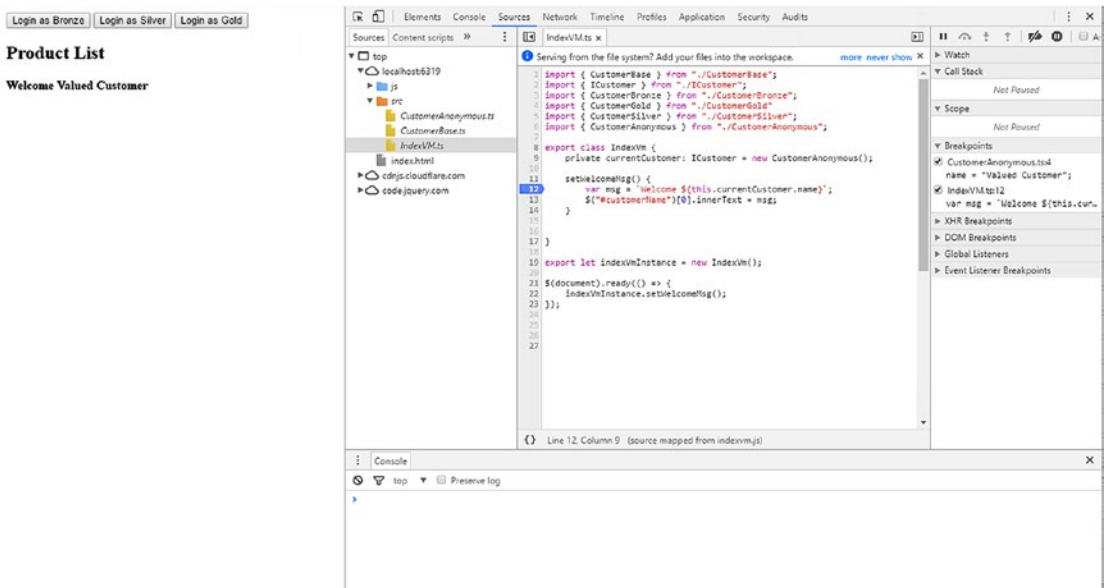 Login as Bronze Login as Silver Login as Gold
Product List
Welcome Valued Customer
Elements Console Sources Network Timeline Profiles Application Security Audits
Sources Content scripts »
top
localhost:6319
js
src
CustomerAnonymous.ts
CustomerBase.ts
IndexVM.ts
index.html
cdnjs.cloudflare.com
code.jquery.com
IndexVM.ts ×
Serving from the file system? Add your files into the workspace. more never show ×
1 import { CustomerBase } from "./CustomerBase";
2 import { ICustomer } from "./ICustomer";
3 import { CustomerBronze } from "./CustomerBronze";
4 import { CustomerGold } from "./CustomerGold"
5 import { CustomerSilver } from "./CustomerSilver";
6 import { CustomerAnonymous } from "./CustomerAnonymous";
7
8 export class IndexVm {
9 private currentCustomer: ICustomer = new CustomerAnonymous();
10
11 setWelcomeMsg() {
12 var msg = `Welcome ${this.currentCustomer.name}`;
13 $("#customerName")[0].innerText = msg;
14 }
15
16
17 }
18
19 export let indexVmInstance = new IndexVm();
20
21 $(document).ready(() => {
22 indexVmInstance.setWelcomeMsg();
23 });
24
25
26
27
{} Line 12, Column 9 (source mapped from indexvm.js)
A
Watch
Call Stack
Not Paused
Scope
Not Paused
Breakpoints
CustomerAnonymous.ts:4
name = "Valued Customer";
IndexVM.ts:12
var msg = `Welcome ${this.cur…
XHR Breakpoints
DOM Breakpoints
Global Listeners
Event Listener Breakpoints
Console
top Preserve log